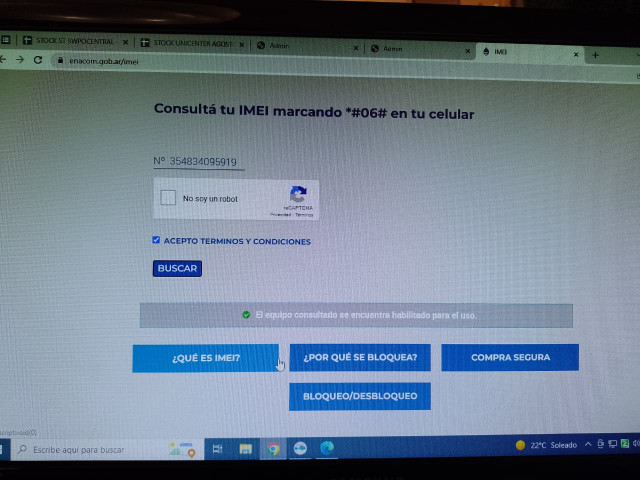 STOCK ST SWPOCENTRAL -
STOCK UNICENTER AGOST
Admin
Admin
IMEI
enacom.gob.ar/imei
Consultá tu IMEI marcando *#06# en tu celular
Nº 354834095919
No soy un robot
reCAPTCHA
Privacidad - Términos
ACEPTO TERMINOS Y CONDICIONES
BUSCAR
El equipo consultado se encuentra habilitado para el uso.
¿QUÉ ES IMEI?
¿POR QUÉ SE BLOQUEA?
COMPRA SEGURA
BLOQUEO/DESBLOQUEO
Escribe aquí para buscar
22°C Soleado